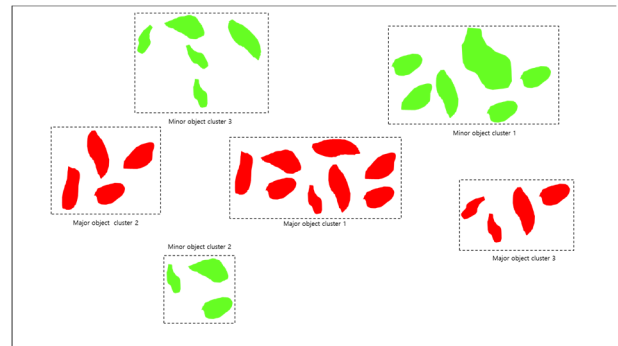 Minor object cluster 3
Minor object cluster 1
Major object cluster 2
Major object cluster 1
Minor object cluster 2
Major object cluster 3